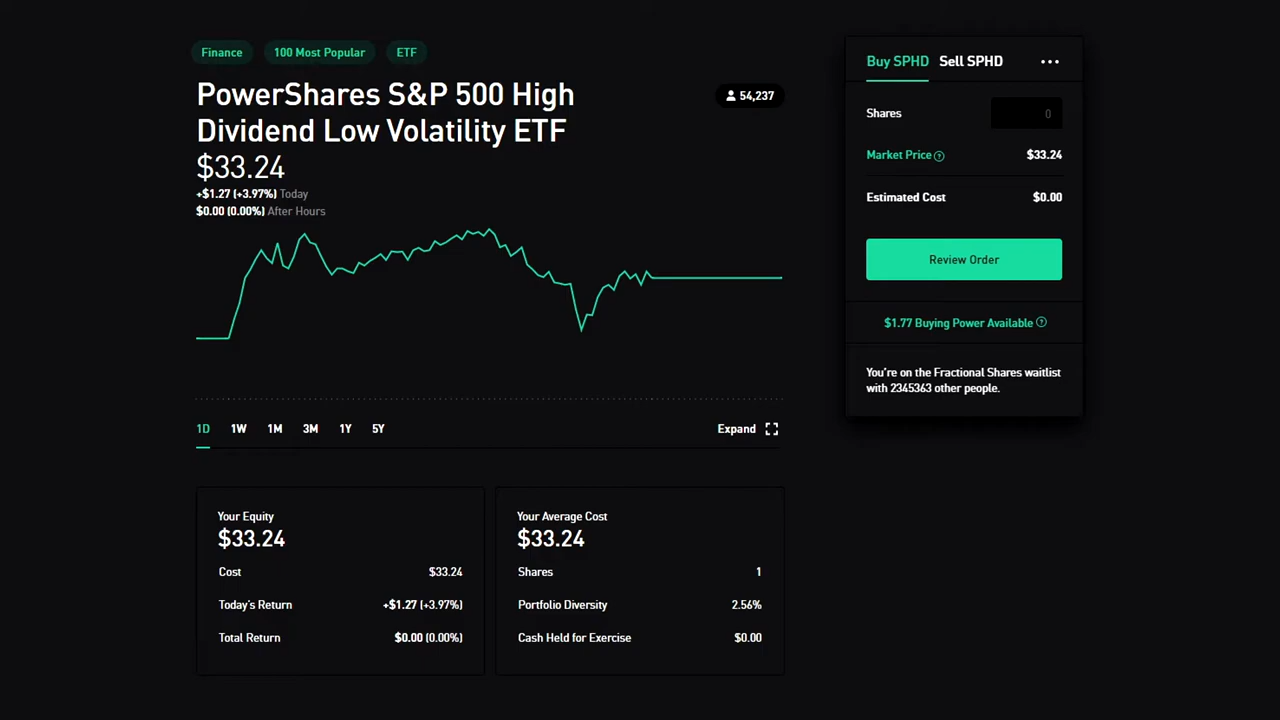 Finance 100 Most Popular ETF
PowerShares S&P 500 High
Dividend Low Volatility ETF
54,237
$33.24
+$1.27 (+3.97%) Today
$0.00 (0.00%) After Hours
1D 1W 1M 3M 1Y 5Y Expand
Your Equity
$33.24
Cost $33.24
Today's Return +$1.27 (+3.97%)
Total Return $0.00 (0.00%)
Your Average Cost
$33.24
Shares 1
Portfolio Diversity 2.56%
Cash Held for Exercise $0.00
Buy SPHD Sell SPHD
Shares 0
Market Price ? $33.24
Estimated Cost $0.00
Review Order
$1.77 Buying Power Available ?
You're on the Fractional Shares waitlist
with 2345363 other people.